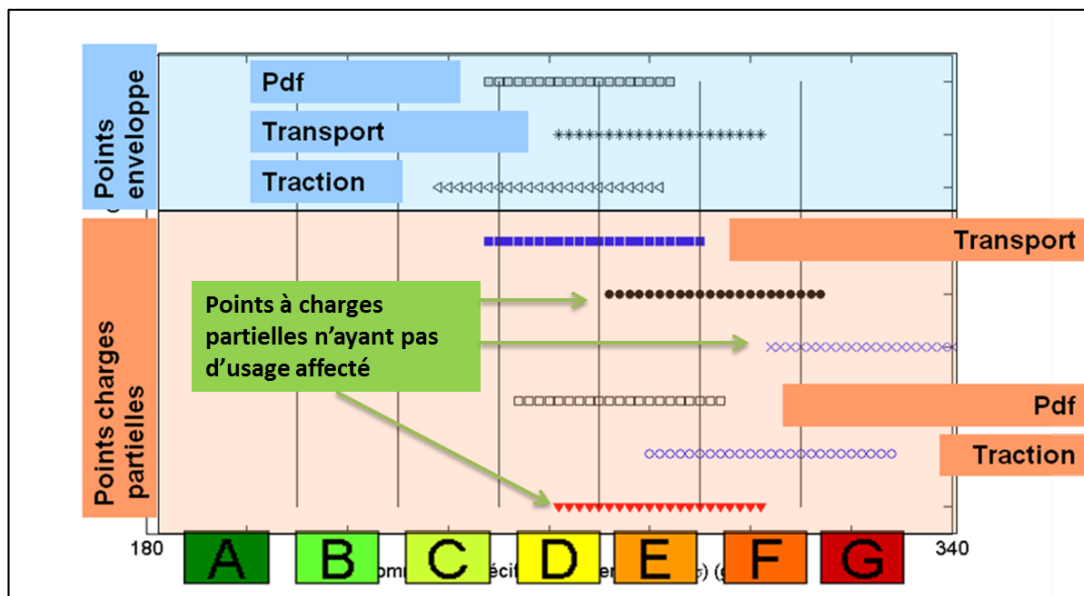 Points
enveloppe
Pdf
Transport
Traction
Points charges
partielles
Transport
Points à charges
partielles n'ayant pas
d'usage affecté
Pdf
Traction
180
340
A B C D E F G